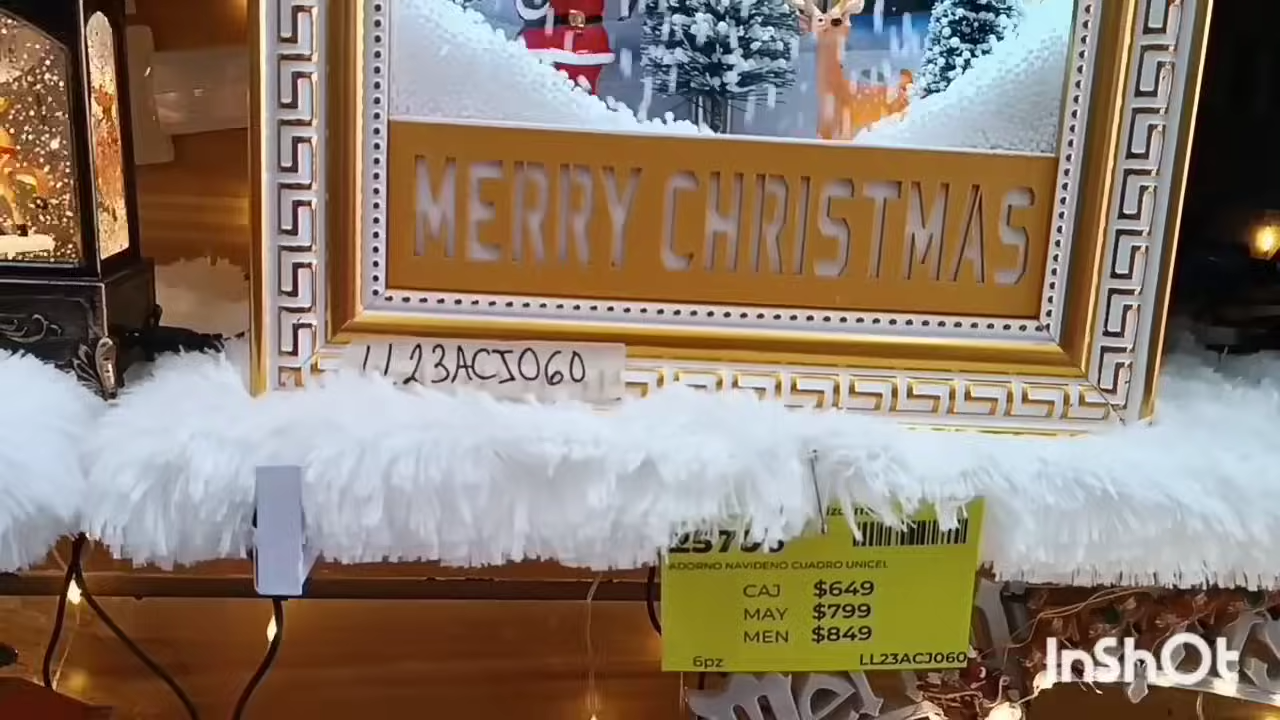 MERRY CHRISTMAS
LL23ACJ060
ADORNO NAVIDENO CUADRO UNICEL
CAJ $649
MAY $799
MEN $849
6pz LL23ACJ060
InShOt